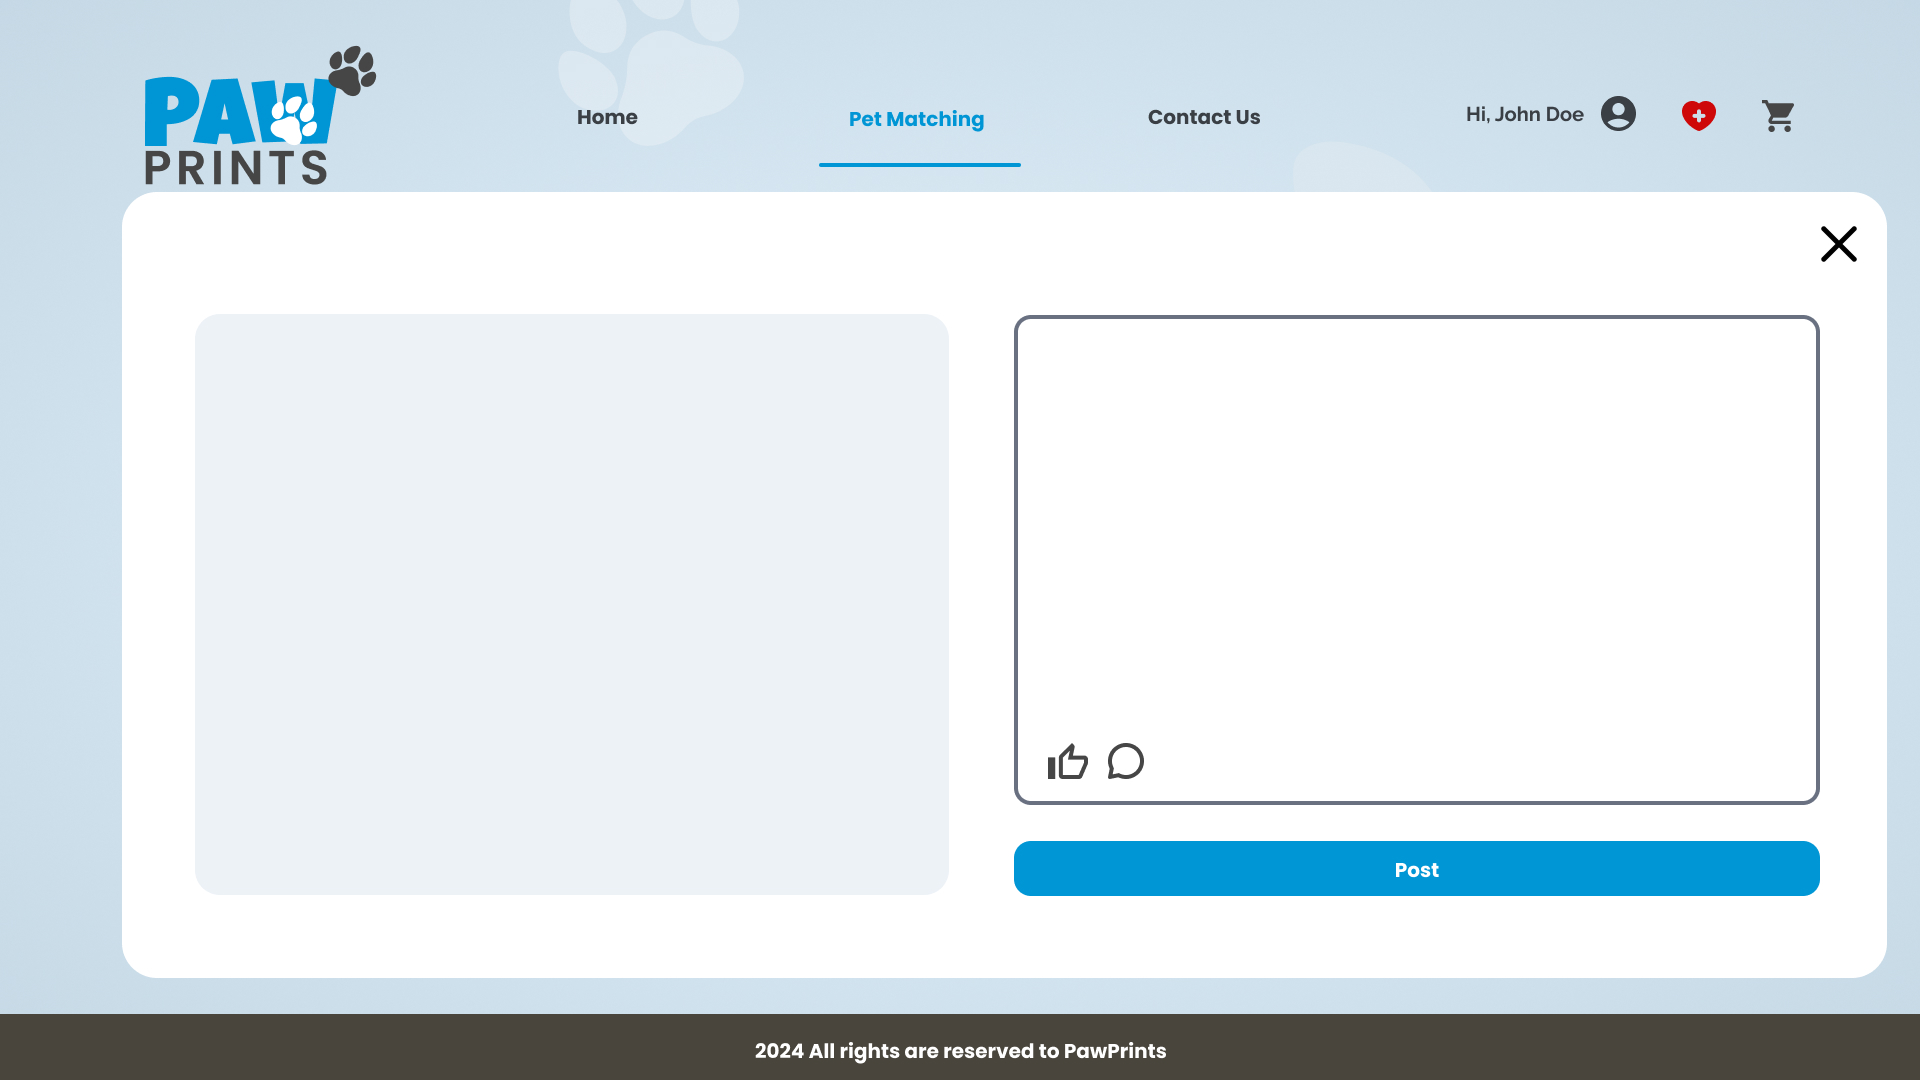 PAW
PRINTS
Home
Pet Matching
Contact Us
Hi, John Doe
Post
2024 All rights are reserved to PawPrints